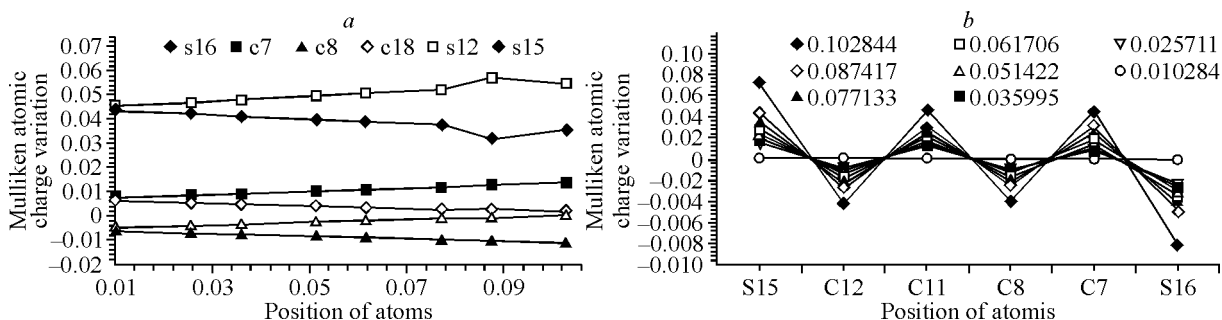 a
0.07
0.06
0.05
0.04
0.03
0.02
0.01
0
–0.01
–0.02
s16 c7 c8 c18 s12 s15
Mulliken atomic
charge variation
0.01 0.03 0.05 0.07 0.09
Position of atoms
b
0.10
0.08
0.06
0.04
0.02
0
–0.02
–0.004
–0.006
–0.008
–0.010
0.102844 0.061706 0.025711
0.087417 0.051422 0.010284
0.077133 0.035995
Mulliken atomic
charge variation
S15 C12 C11 C8 C7 S16
Position of atomis